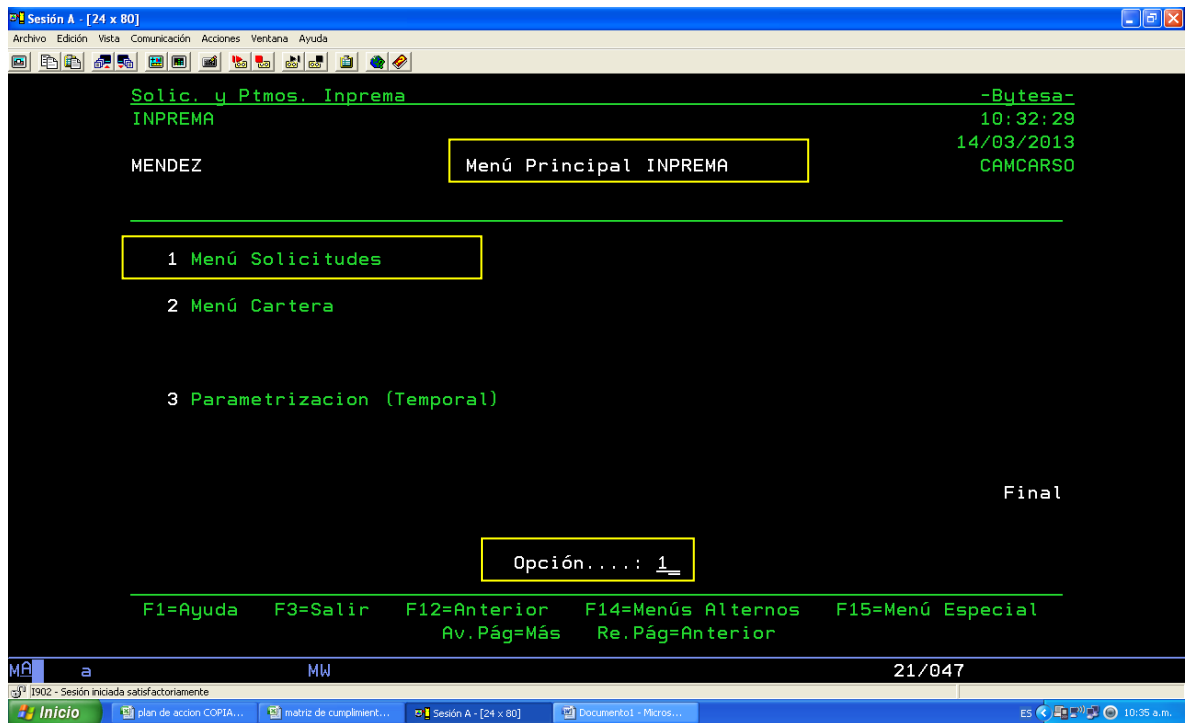 Sesión A - [24 x 80]
Archivo Edición Vista Comunicación Acciones Ventana Ayuda
Solic. y Ptmos. Inprema -Bytesa-
INPREMA 10:32:29
14/03/2013
MENDEZ Menú Principal INPREMA CAMCARSO
1 Menú Solicitudes
2 Menú Cartera
3 Parametrizacion (Temporal)
Final
Opción....: 1_
F1=Ayuda F3=Salir F12=Anterior F14=Menús Alternos F15=Menú Especial
Av.Pág=Más Re.Pág=Anterior
MA a MW 21/047
I902 - Sesión iniciada satisfactoriamente
Inicio plan de accion COPIA... matriz de cumplimient... Sesión A - [24 x 80] Documento1 - Micros... ES 10:35 a.m.